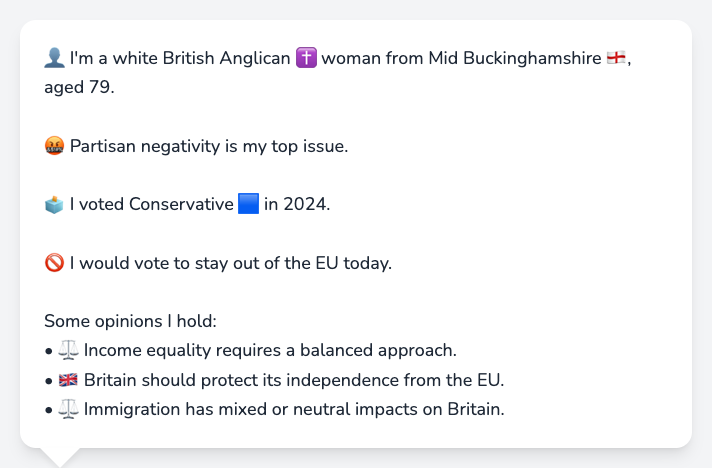 👤 I'm a white British Anglican ✝️ woman from Mid Buckinghamshire 🏴󠁧󠁢󠁥󠁮󠁧󠁿,
aged 79.
🤬 Partisan negativity is my top issue.
🗳️ I voted Conservative 🟦 in 2024.
🚫 I would vote to stay out of the EU today.
Some opinions I hold:
• ⚖️ Income equality requires a balanced approach.
• 🇬🇧 Britain should protect its independence from the EU.
• ⚖️ Immigration has mixed or neutral impacts on Britain.